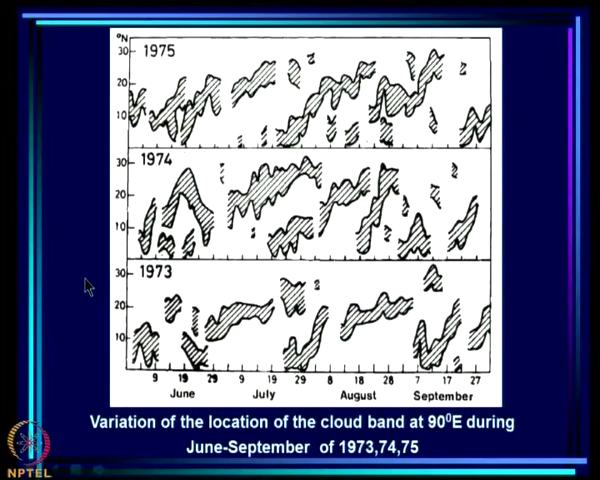 °N
30
1975
20
10
30
1974
20
10
30
1973
20
10
9 19 29 9 19 29 8 18 28 7 17 27
June July August September
Variation of the location of the cloud band at 90⁰E during
June-September of 1973,74,75
NPTEL